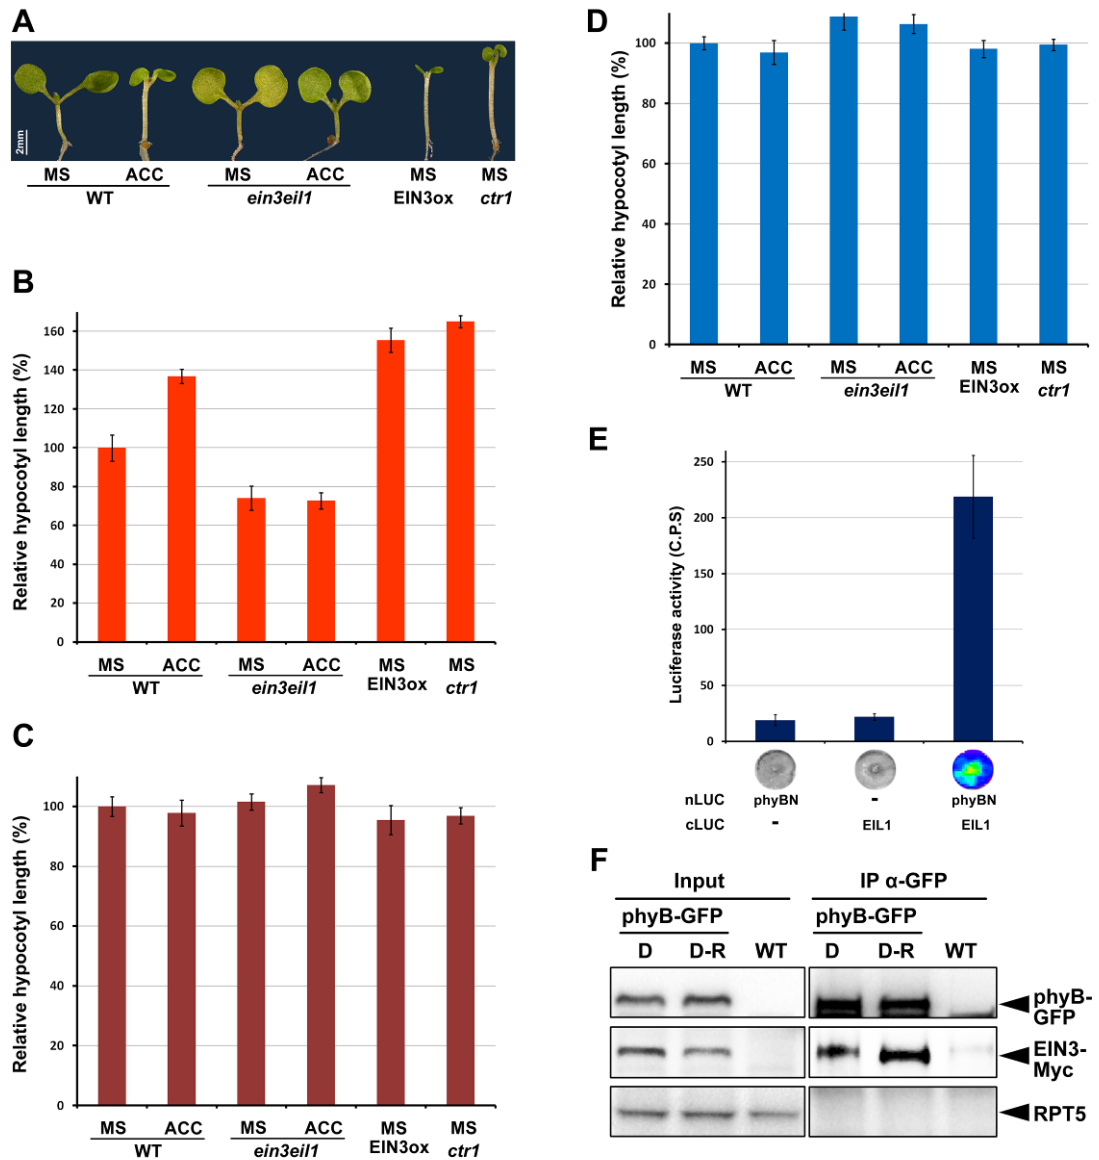 A
2mm
MS ACC MS ACC MS MS
WT ein3eil1 EIN3ox ctr1
B
Relative hypocotyl length (%)
160
140
120
100
80
60
40
20
0
MS ACC MS ACC MS MS
WT ein3eil1 EIN3ox ctr1
C
Relative hypocotyl length (%)
100
80
60
40
20
0
MS ACC MS ACC MS MS
WT ein3eil1 EIN3ox ctr1
D
Relative hypocotyl length (%)
100
80
60
40
20
0
MS ACC MS ACC MS MS
WT ein3eil1 EIN3ox ctr1
E
Luciferase activity (C.P.S)
250
200
150
200
100
50
0
nLUC phyBN - phyBN
cLUC - EIL1 EIL1
F
Input IP α-GFP
phyB-GFP phyB-GFP
D D-R WT D D-R WT
phyB-
GFP
EIN3-
Myc
RPT5